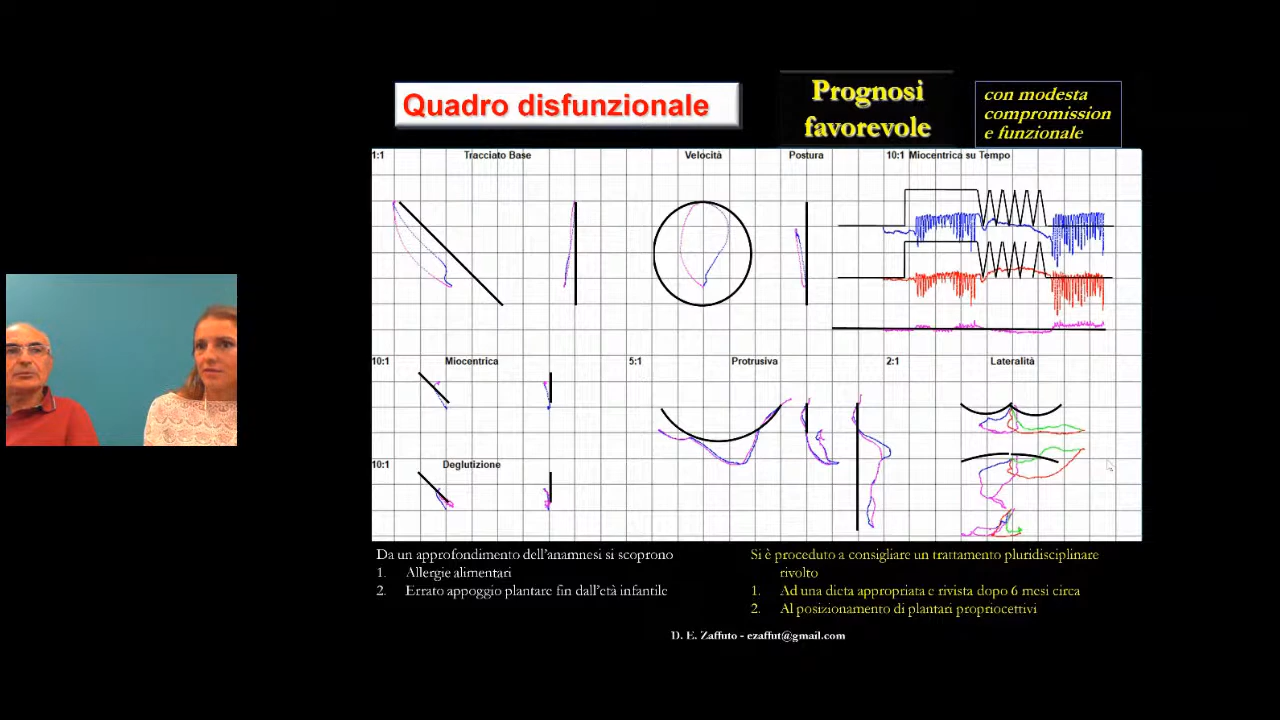 Quadro disfunzionale
Prognosi
favorevole
con modesta
compromission
e funzionale
1:1 Tracciato Base Velocità Postura 10:1 Miocentrica su Tempo
10:1 Miocentrica 5:1 Protrusiva 2:1 Lateralità
10:1 Deglutizione
Da un approfondimento dell'anamnesi si scoprono
1. Allergie alimentari
2. Errato appoggio plantare fin dall'età infantile
Si è proceduto a consigliare un trattamento pluridisciplinare
rivolto
1. Ad una dieta appropriata e rivista dopo 6 mesi circa
2. Al posizionamento di plantari propriocettivi
D. E. Zaffuto - ezaffut@gmail.com